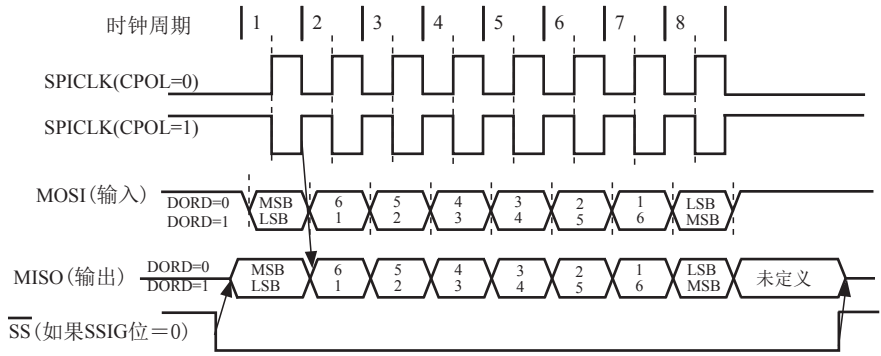 时钟周期 1 2 3 4 5 6 7 8
SPICLK(CPOL=0)
SPICLK(CPOL=1)
MOSI(输入)
DORD=0 MSB 6 5 4 3 2 1 LSB
DORD=1 LSB 1 2 3 4 5 6 MSB
MISO(输出)
DORD=0 MSB 6 5 4 3 2 1 LSB 未定义
DORD=1 LSB 1 2 3 4 5 6 MSB
SS(如果SSIG位=0)